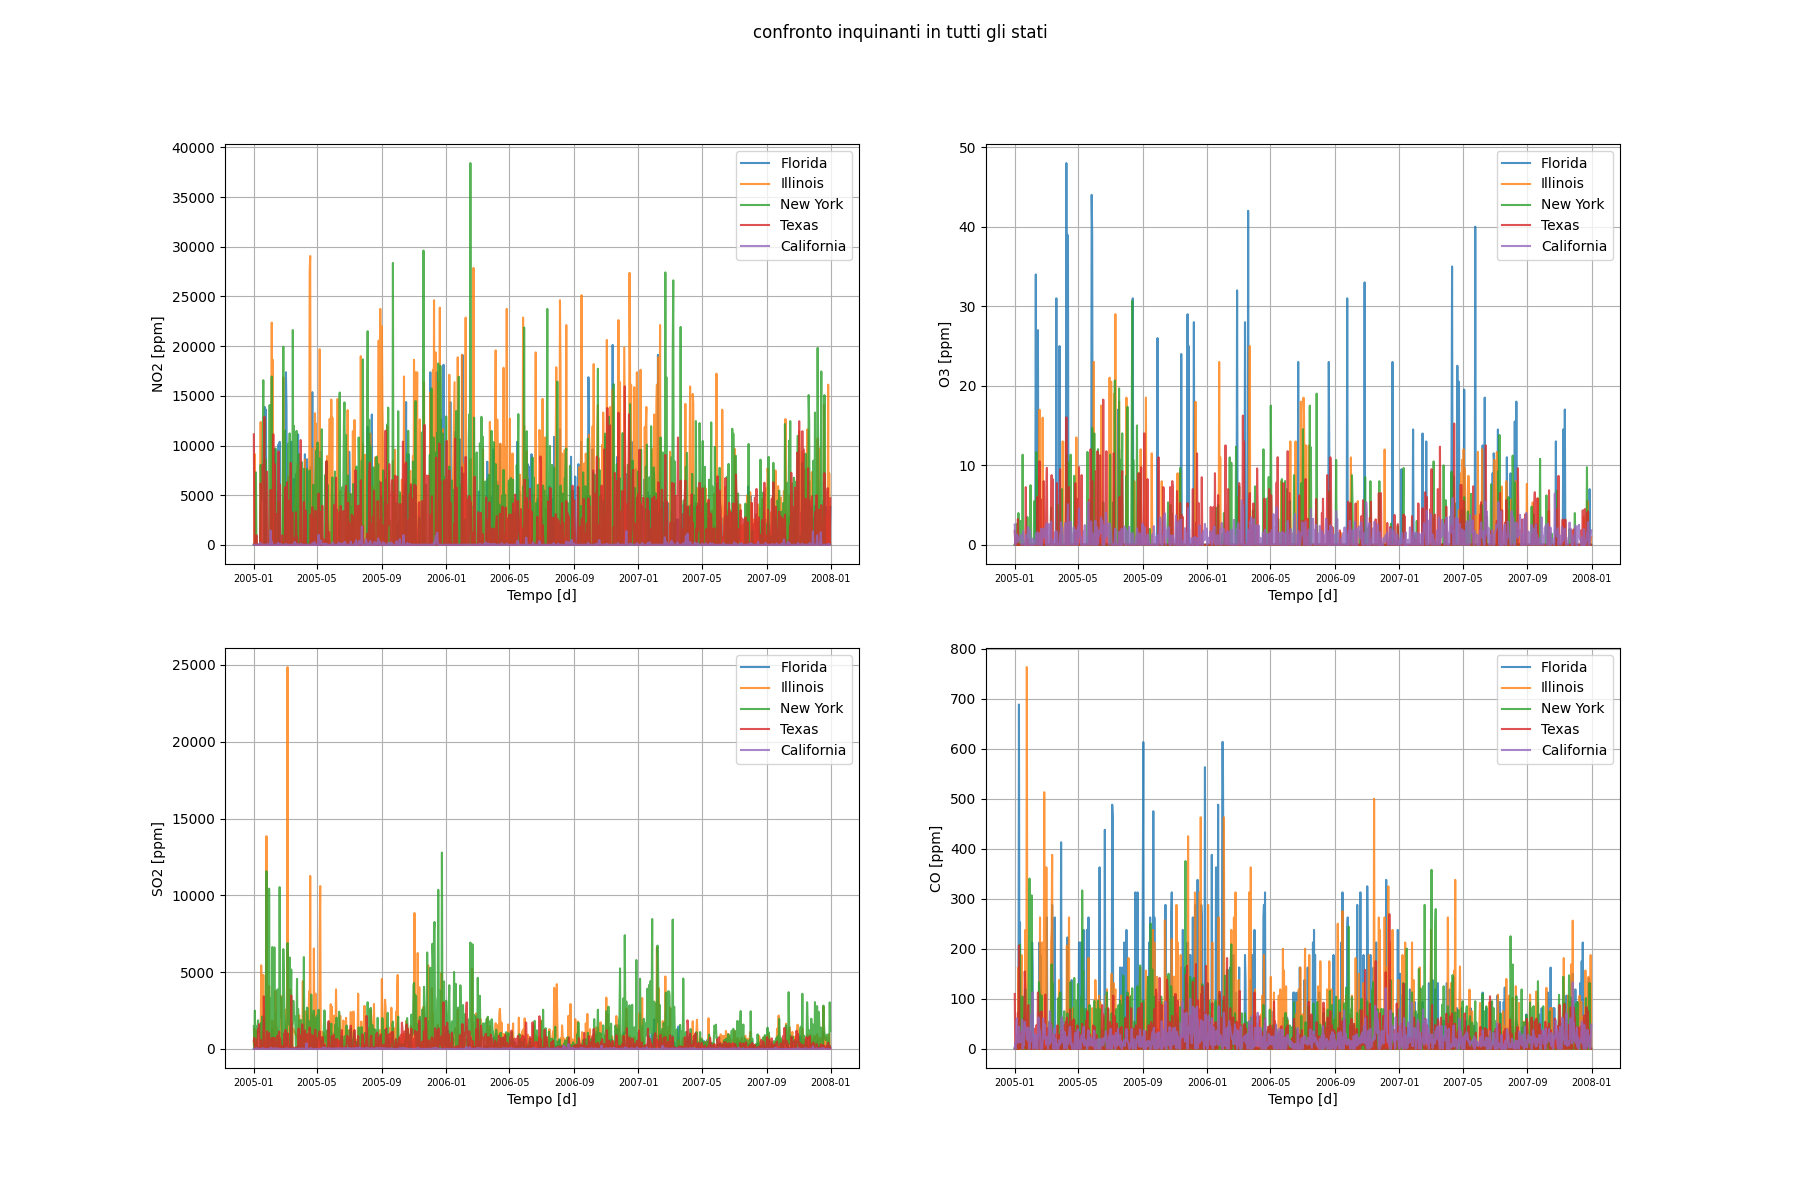 confronto inquinanti in tutti gli stati
40000
35000
30000
25000
20000
15000
10000
5000
0
NO2 [ppm]
Florida
Illinois
New York
Texas
California
2005-01 2005-05 2005-09 2006-01 2006-05 2006-09 2007-01 2007-05 2007-09 2008-01
Tempo [d]
50
40
30
20
10
0
O3 [ppm]
Florida
Illinois
New York
Texas
California
2005-01 2005-05 2005-09 2006-01 2006-05 2006-09 2007-01 2007-05 2007-09 2008-01
Tempo [d]
25000
20000
15000
10000
5000
0
SO2 [ppm]
Florida
Illinois
New York
Texas
California
2005-01 2005-05 2005-09 2006-01 2006-05 2006-09 2007-01 2007-05 2007-09 2008-01
Tempo [d]
800
700
600
500
400
300
200
100
0
CO [ppm]
Florida
Illinois
New York
Texas
California
2005-01 2005-05 2005-09 2006-01 2006-05 2006-09 2007-01 2007-05 2007-09 2008-01
Tempo [d]